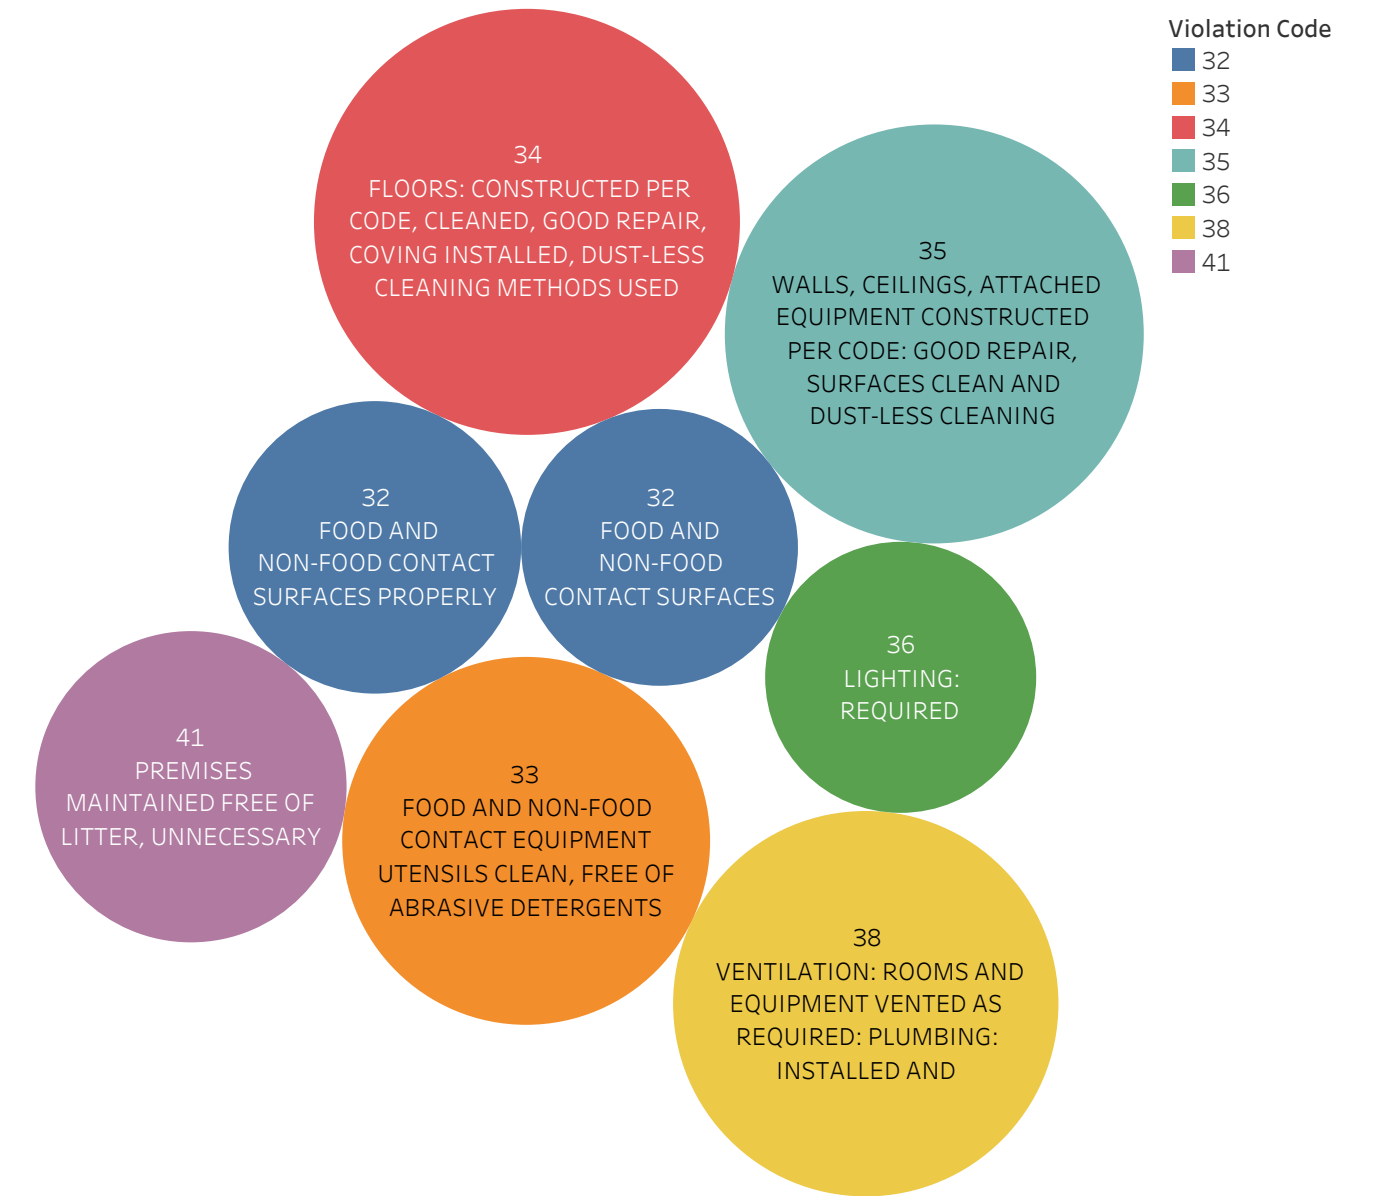 34
FLOORS: CONSTRUCTED PER
CODE, CLEANED, GOOD REPAIR,
COVING INSTALLED, DUST-LESS
CLEANING METHODS USED
35
WALLS, CEILINGS, ATTACHED
EQUIPMENT CONSTRUCTED
PER CODE: GOOD REPAIR,
SURFACES CLEAN AND
DUST-LESS CLEANING
32
FOOD AND
NON-FOOD CONTACT
SURFACES PROPERLY
32
FOOD AND
NON-FOOD
CONTACT SURFACES
36
LIGHTING:
REQUIRED
41
PREMISES
MAINTAINED FREE OF
LITTER, UNNECESSARY
33
FOOD AND NON-FOOD
CONTACT EQUIPMENT
UTENSILS CLEAN, FREE OF
ABRASIVE DETERGENTS
38
VENTILATION: ROOMS AND
EQUIPMENT VENTED AS
REQUIRED: PLUMBING:
INSTALLED AND
Violation Code
32
33
34
35
36
38
41